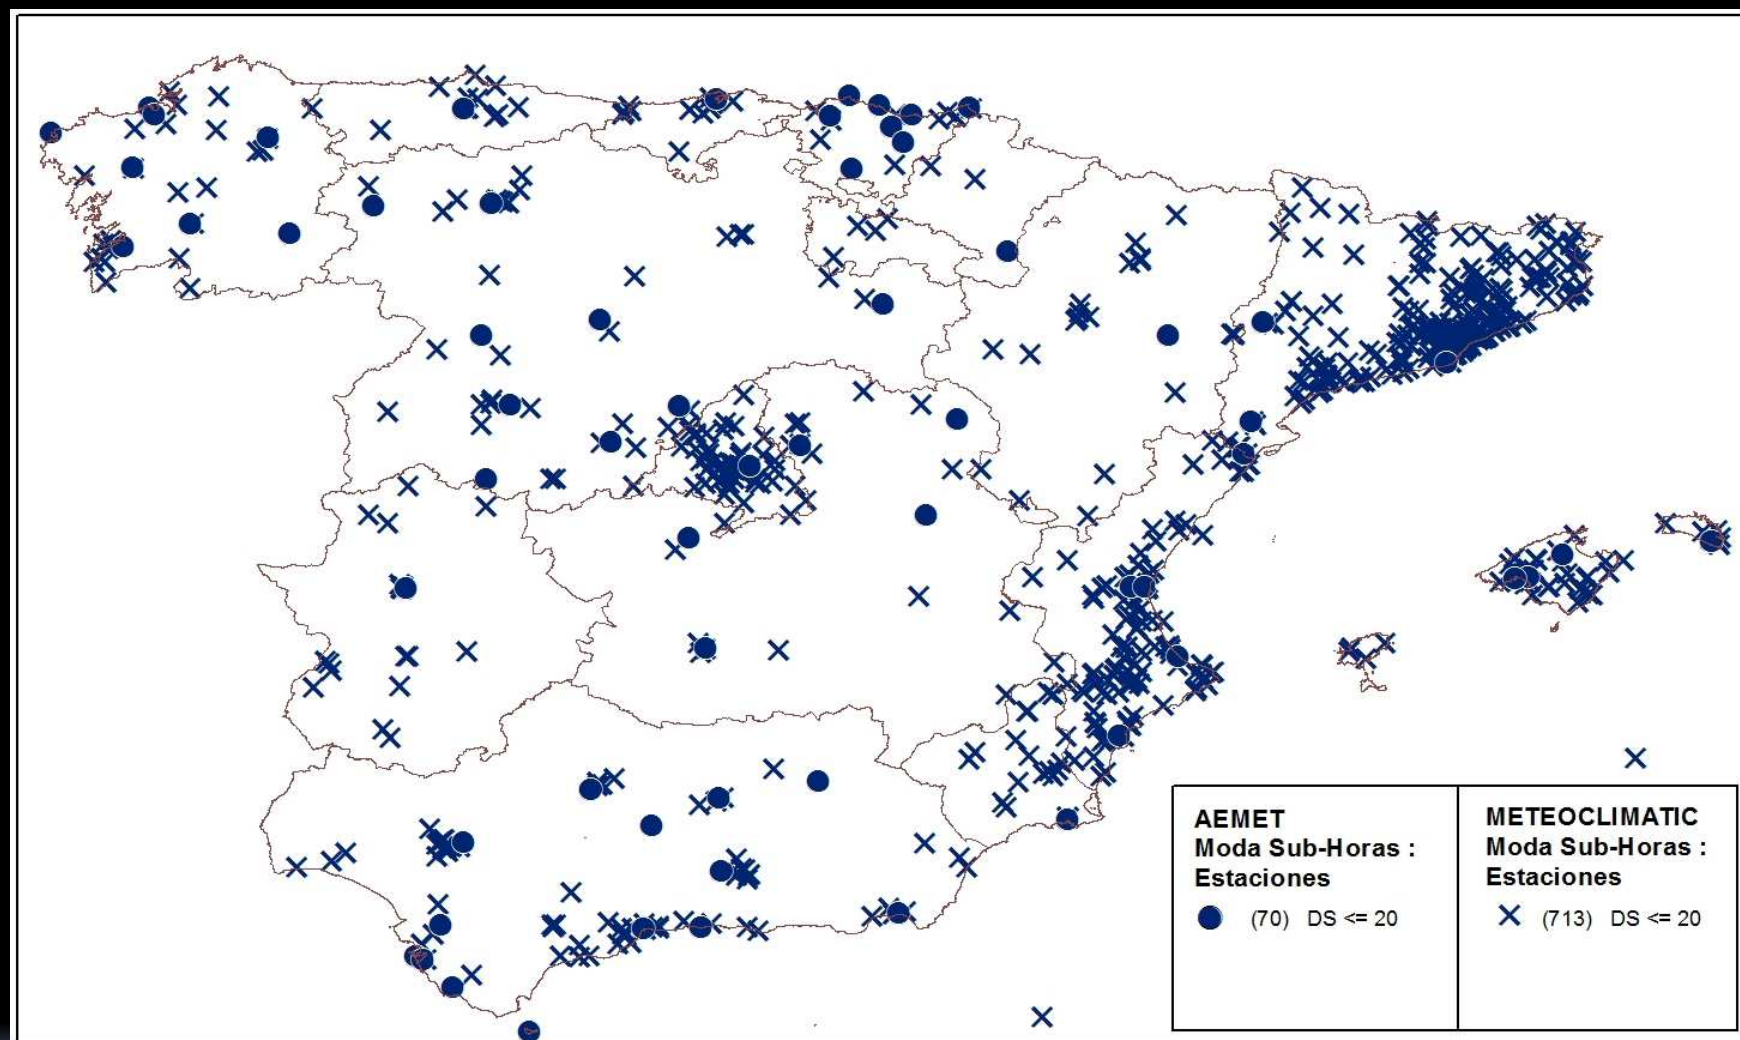 AEMET
Moda Sub-Horas :
Estaciones
(70) DS <= 20
METEOCLIMATIC
Moda Sub-Horas :
Estaciones
(713) DS <= 20